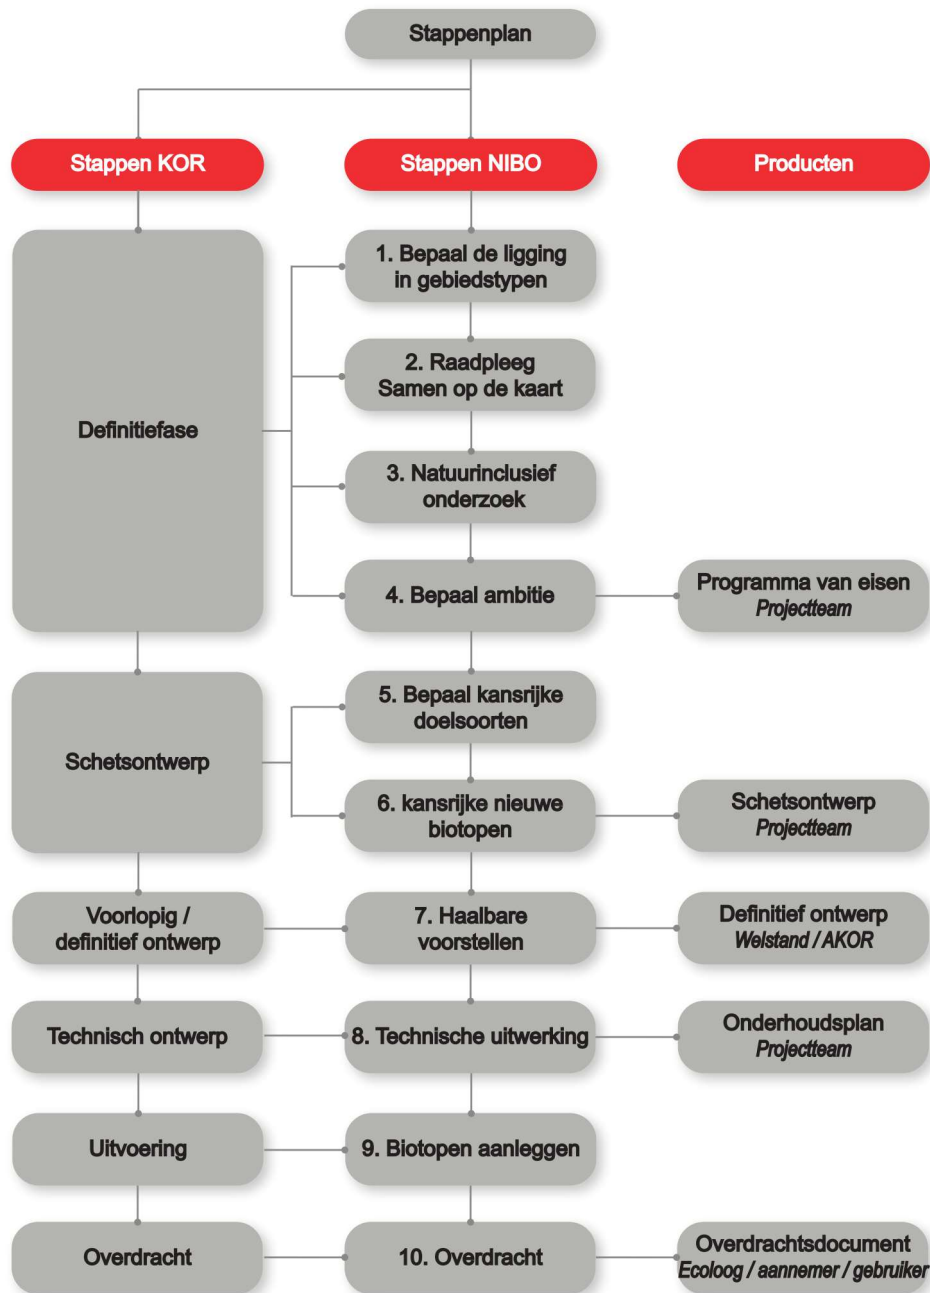 Stappenplan
Stappen KOR
Stappen NIBO
Producten
Definitiefase
1. Bepaal de ligging
in gebiedstypen
2. Raadpleeg
Samen op de kaart
3. Natuurinclusief
onderzoek
4. Bepaal ambitie
Programma van eisen
Projectteam
Schetsontwerp
5. Bepaal kansrijke
doelsoorten
6. kansrijke nieuwe
biotopen
Schetsontwerp
Projectteam
Voorlopig /
definitief ontwerp
7. Haalbare
voorstellen
Definitief ontwerp
Welstand / AKOR
Technisch ontwerp
8. Technische uitwerking
Onderhoudsplan
Projectteam
Uitvoering
9. Biotopen aanleggen
Overdracht
10. Overdracht
Overdrachtsdocument
Ecoloog / aannemer / gebruiker